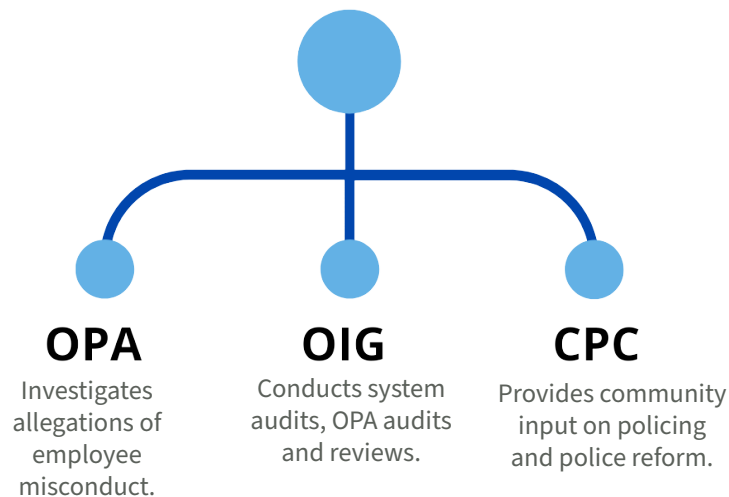 OPA
Investigates
allegations of
employee
misconduct.
OIG
Conducts system
audits, OPA audits
and reviews.
CPC
Provides community
input on policing
and police reform.